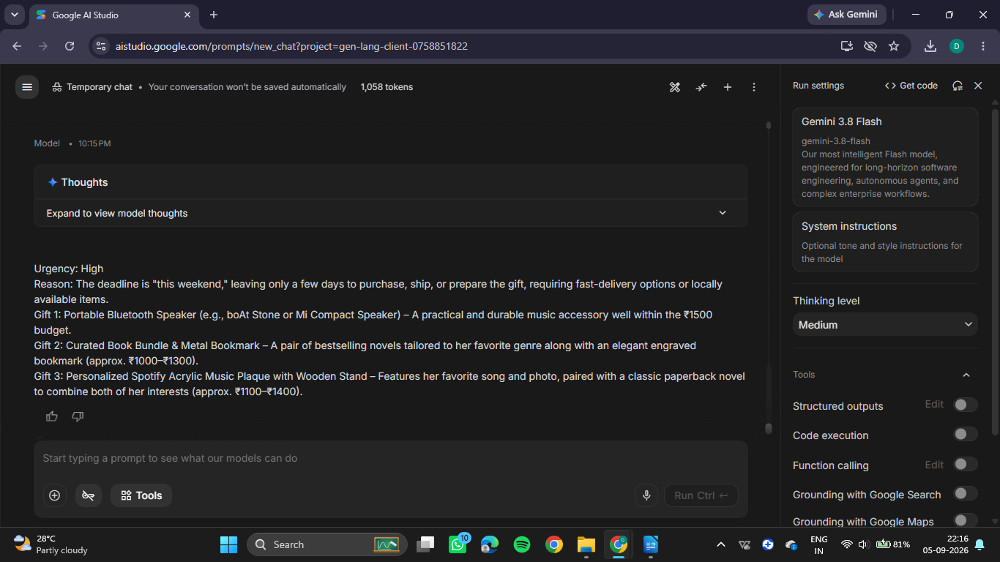 Google AI Studio
Ask Gemini
aistudio.google.com/prompts/new_chat?project=gen-lang-client-0758851822
D
Temporary chat • Your conversation won't be saved automatically 1,058 tokens
Model • 10:15 PM
Thoughts
Expand to view model thoughts
Urgency: High
Reason: The deadline is "this weekend," leaving only a few days to purchase, ship, or prepare the gift, requiring fast-delivery options or locally
available items.
Gift 1: Portable Bluetooth Speaker (e.g., boAt Stone or Mi Compact Speaker) – A practical and durable music accessory well within the ₹1500
budget.
Gift 2: Curated Book Bundle & Metal Bookmark – A pair of bestselling novels tailored to her favorite genre along with an elegant engraved
bookmark (approx. ₹1000–₹1300).
Gift 3: Personalized Spotify Acrylic Music Plaque with Wooden Stand – Features her favorite song and photo, paired with a classic paperback novel
to combine both of her interests (approx. ₹1100–₹1400).
Start typing a prompt to see what our models can do
Tools
Run Ctrl ↵
Run settings
<> Get code
Gemini 3.8 Flash
gemini-3.8-flash
Our most intelligent Flash model,
engineered for long-horizon software
engineering, autonomous agents, and
complex enterprise workflows.
System instructions
Optional tone and style instructions for
the model
Thinking level
Medium
Tools
Structured outputs Edit
Code execution
Function calling Edit
Grounding with Google Search
Grounding with Google Maps
28°C
Partly cloudy
Search
10
D
ENG
IN
81%
22:16
05-09-2026